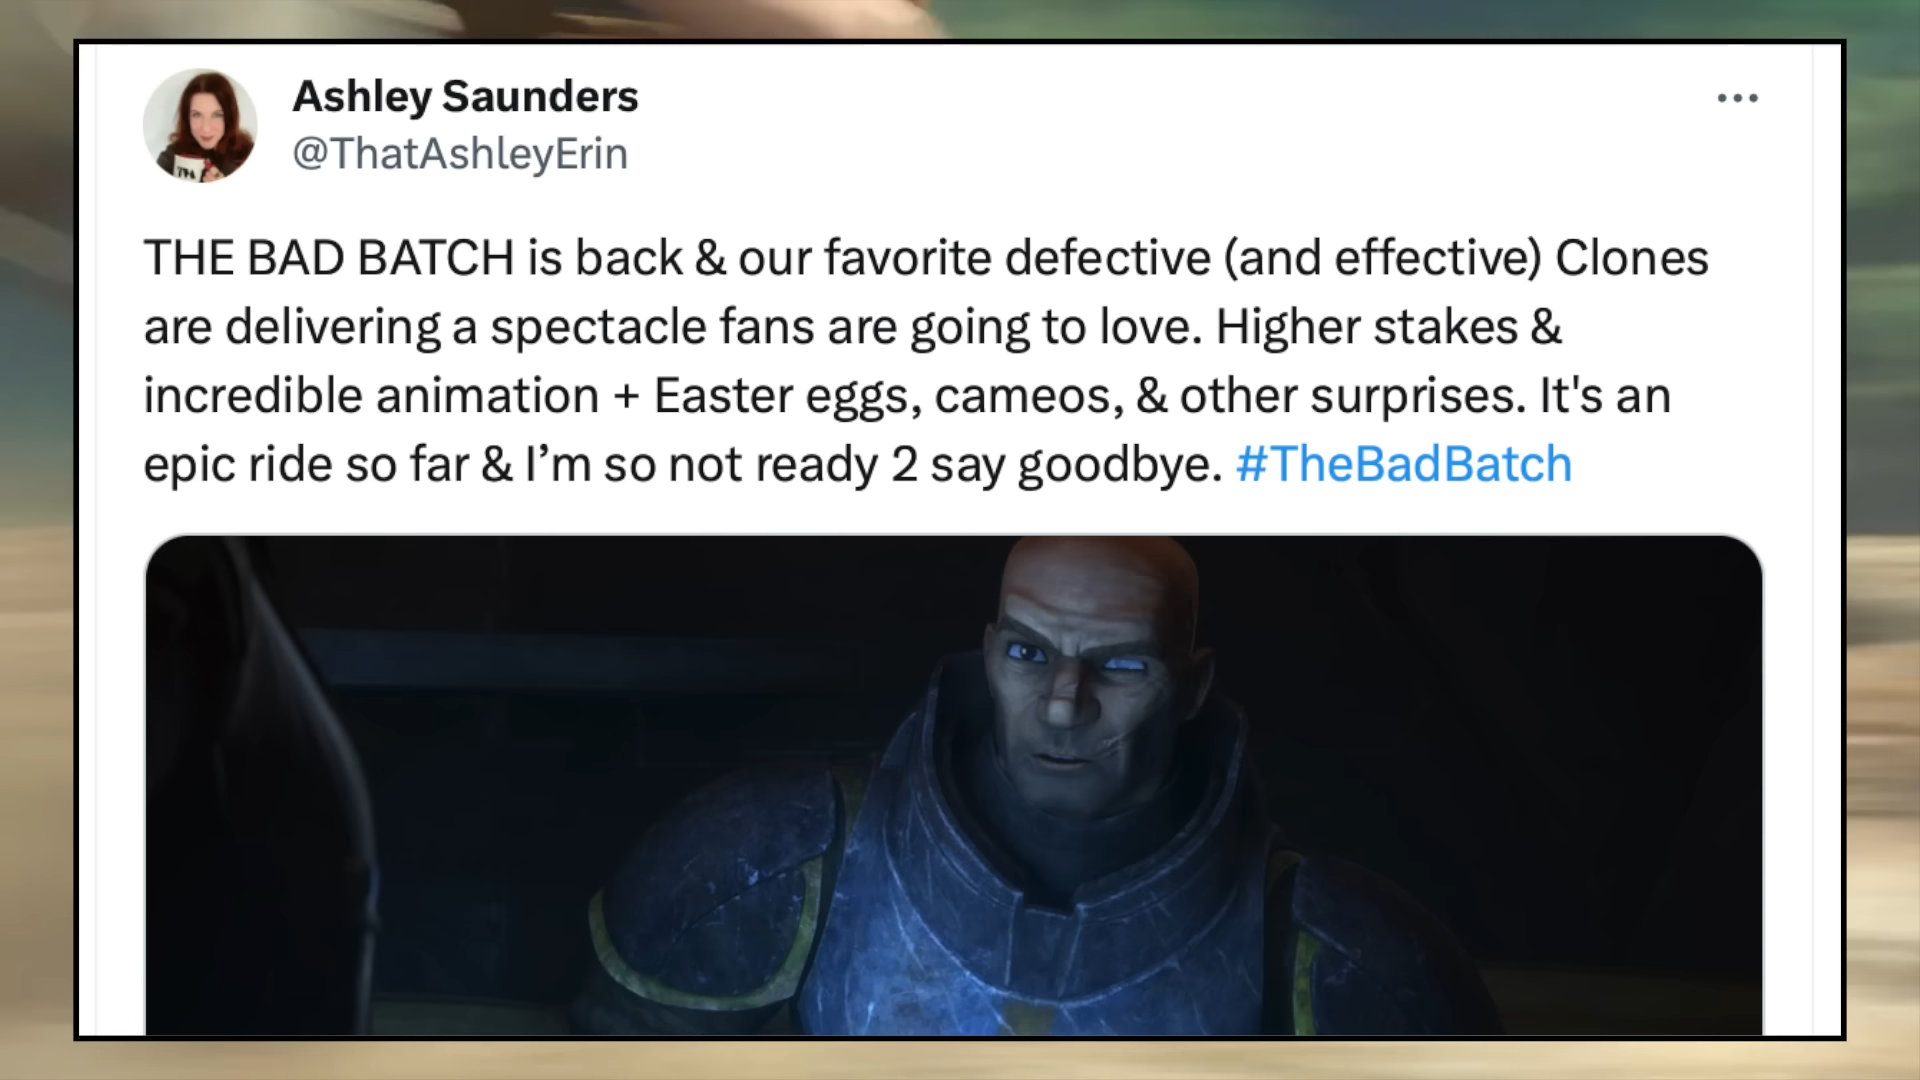 Ashley Saunders
@ThatAshleyErin
THE BAD BATCH is back & our favorite defective (and effective) Clones
are delivering a spectacle fans are going to love. Higher stakes &
incredible animation + Easter eggs, cameos, & other surprises. It's an
epic ride so far & I’m so not ready 2 say goodbye. #TheBadBatch